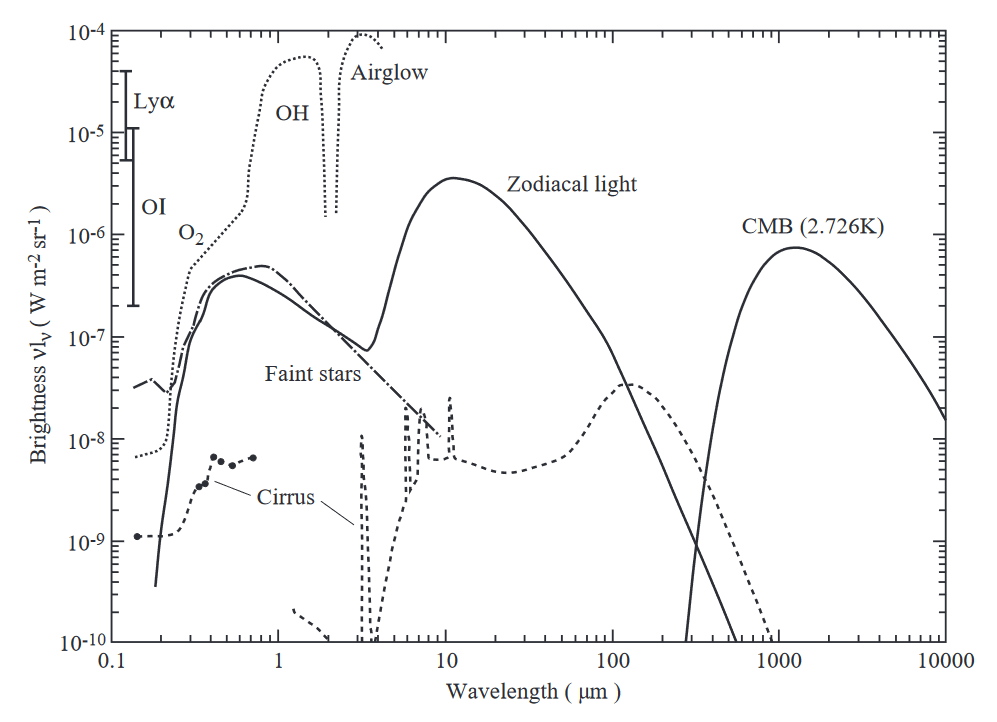 10-4
10-5
10-6
10-7
10-8
10-9
10-10
Brightness νIν ( W m-2 sr-1 )
Lyα
OI
O2
OH
Airglow
Zodiacal light
CMB (2.726K)
Faint stars
Cirrus
0.1
1
10
100
1000
10000
Wavelength ( μm )